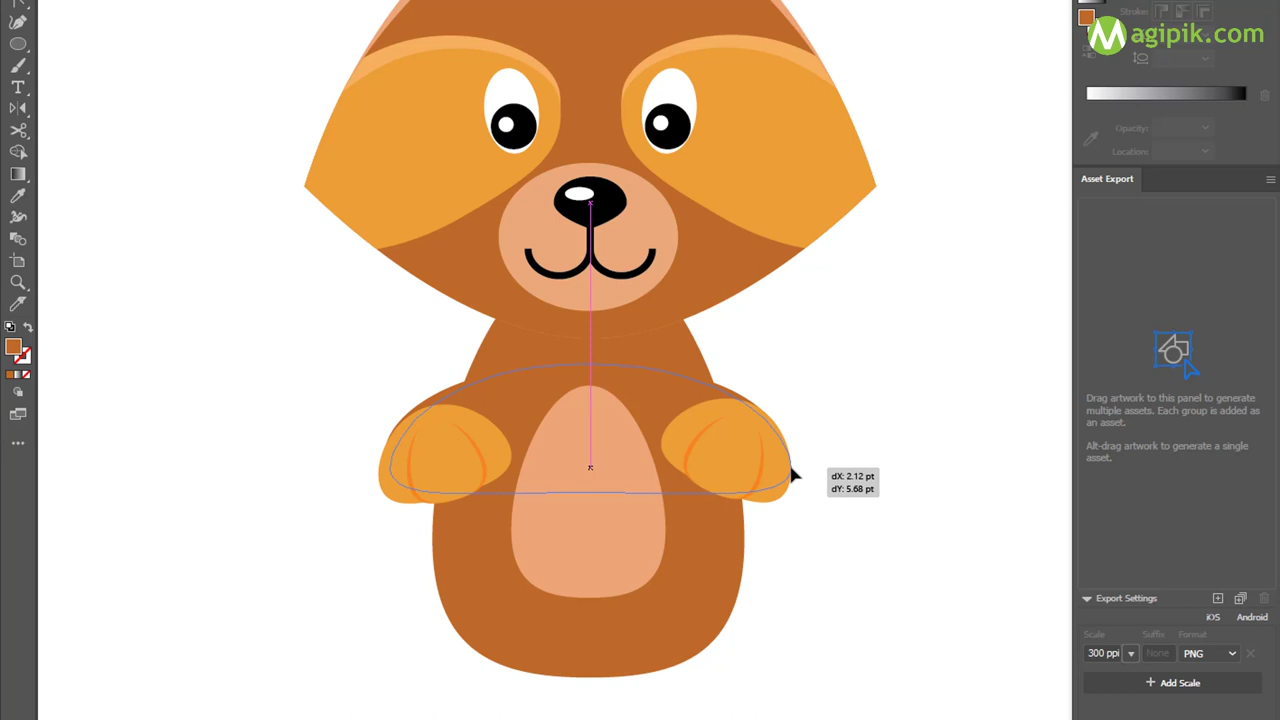 Stroke:
Magipik.com
Opacity:
Location:
Asset Export
Drag artwork to this panel to generate
multiple assets. Each group is added as
an asset.
Alt-drag artwork to generate a single
asset.
dX: 2.12 pt
dY: 5.68 pt
Export Settings
iOS
Android
Scale
Suffix
Format
300 ppi
None
PNG
+ Add Scale